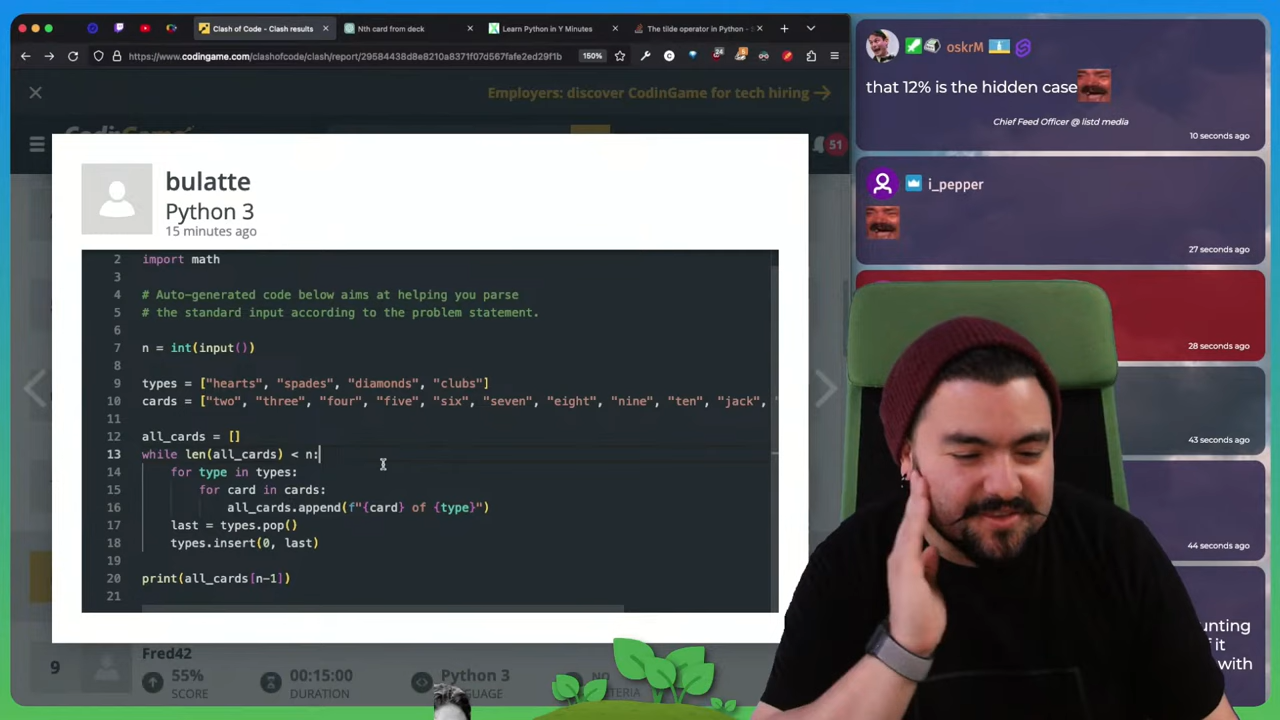 Clash of Code - Clash results
Nth card from deck
Learn Python in Y Minutes
The tilde operator in Python -
https://www.codingame.com/clashofcode/clash/report/29584438d8e8210a8371f07d567fafe2ed29f1b
150%
Employers: discover CodinGame for tech hiring
51
bulatte
Python 3
15 minutes ago
2 import math
3
4 # Auto-generated code below aims at helping you parse
5 # the standard input according to the problem statement.
6
7 n = int(input())
8
9 types = ["hearts", "spades", "diamonds", "clubs"]
10 cards = ["two", "three", "four", "five", "six", "seven", "eight", "nine", "ten", "jack",
11
12 all_cards = []
13 while len(all_cards) < n:
14 for type in types:
15 for card in cards:
16 all_cards.append(f"{card} of {type}")
17 last = types.pop()
18 types.insert(0, last)
19
20 print(all_cards[n-1])
21
9
Fred42
55%
SCORE
00:15:00
DURATION
Python 3
oskrM
that 12% is the hidden case
Chief Feed Officer @ listd media
10 seconds ago
i_pepper
27 seconds ago
28 seconds ago
43 seconds ago
44 seconds ago
with